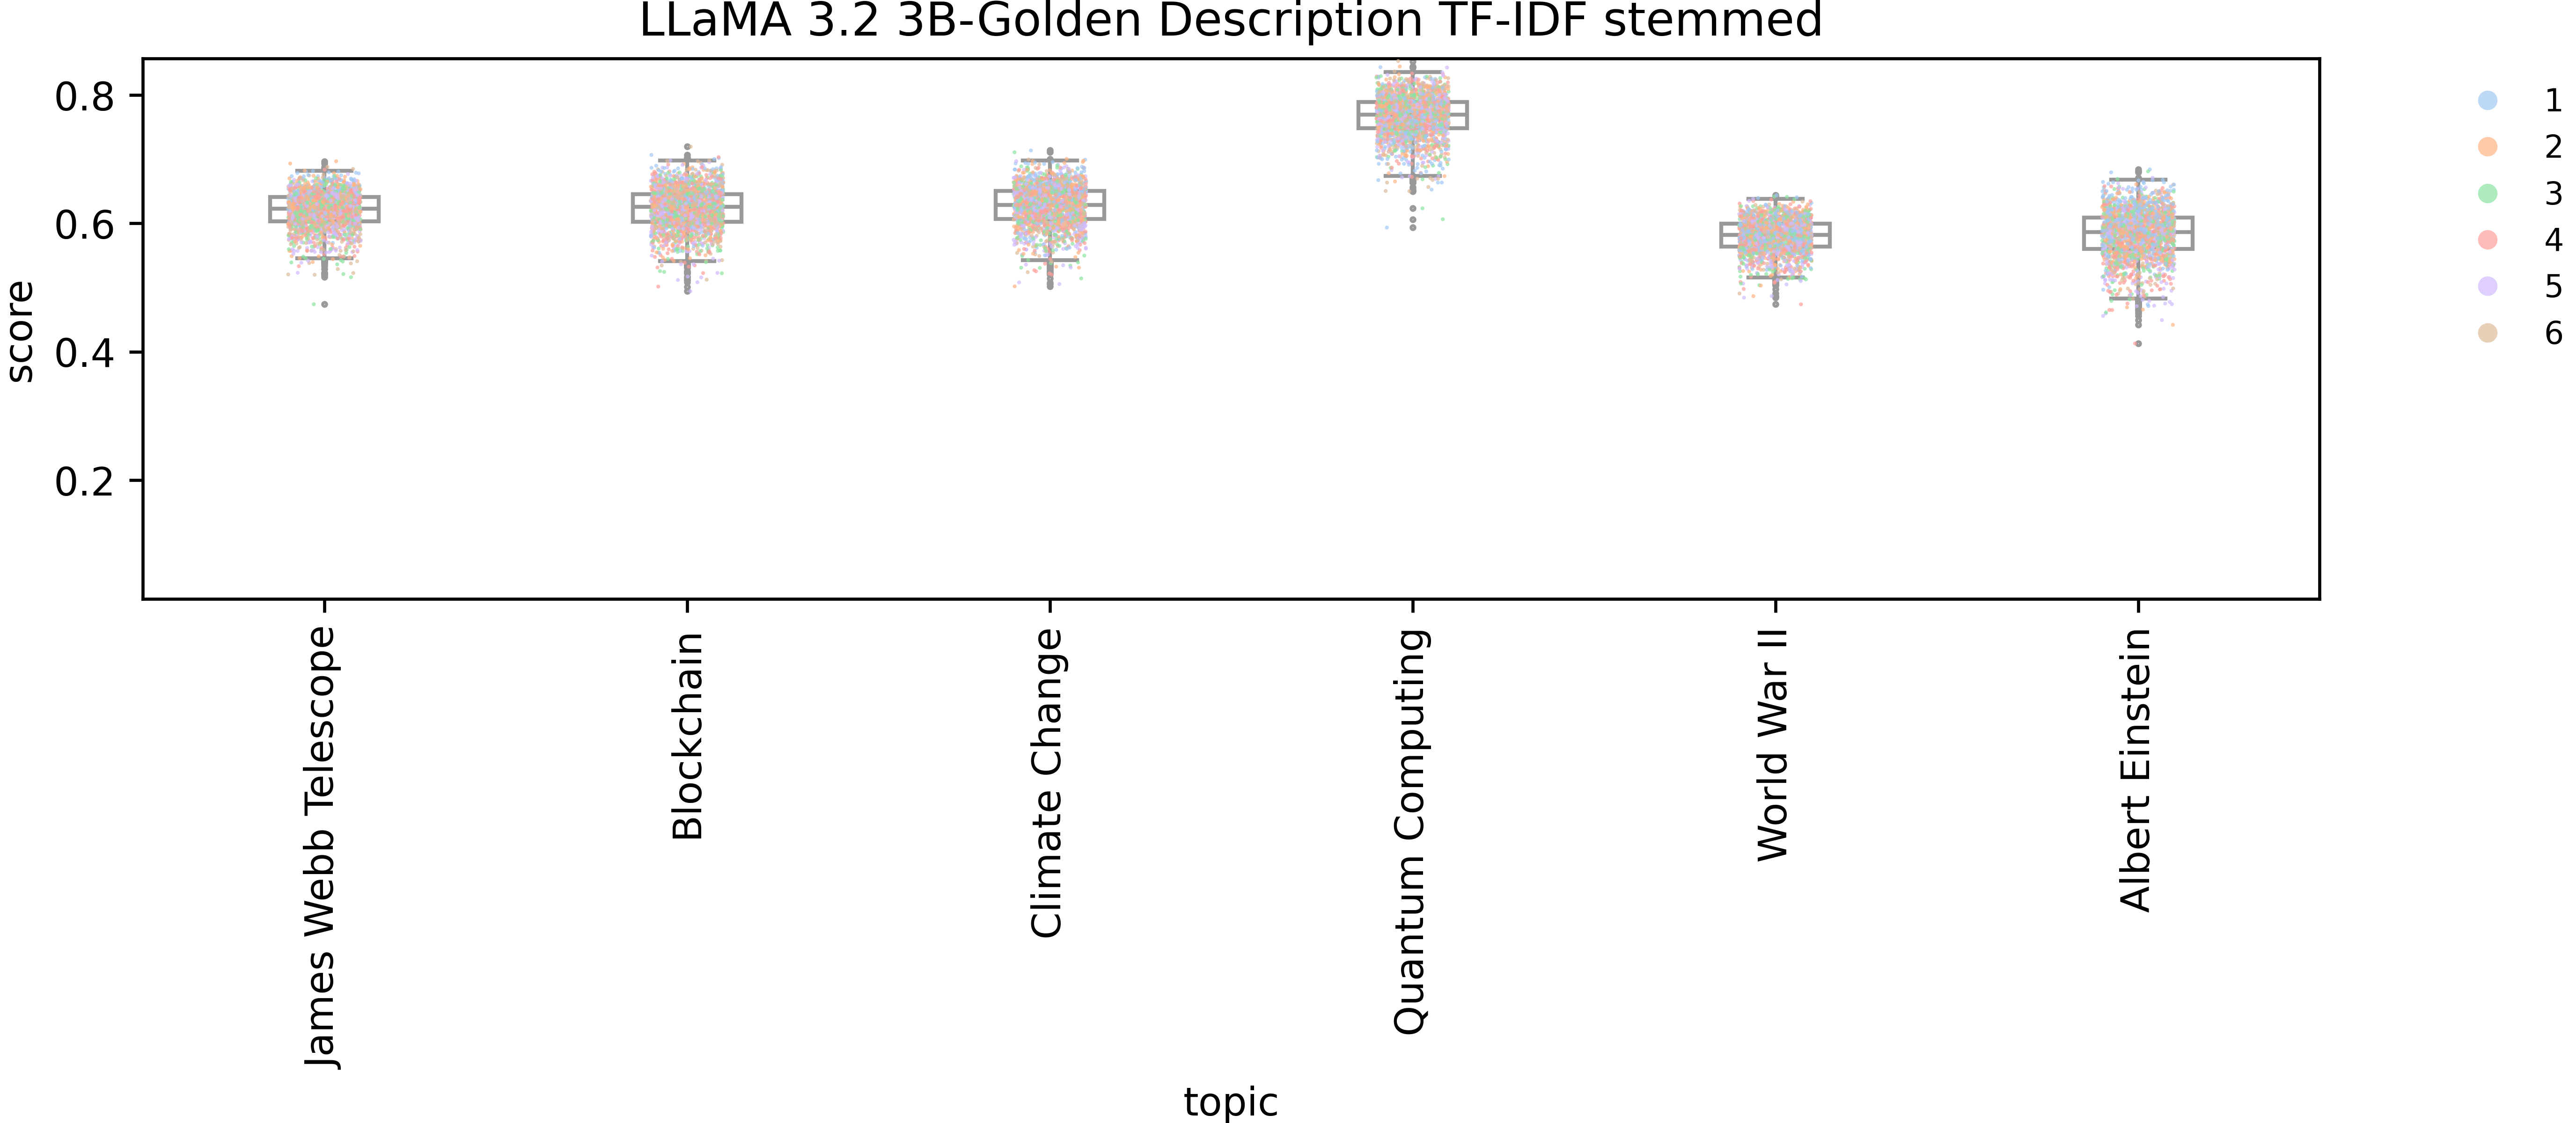 LLaMA 3.2 3B-Golden Description TF-IDF stemmed
score
0.8
0.6
0.4
0.2
James Webb Telescope
Blockchain
Climate Change
Quantum Computing
World War II
Albert Einstein
topic
1
2
3
4
5
6